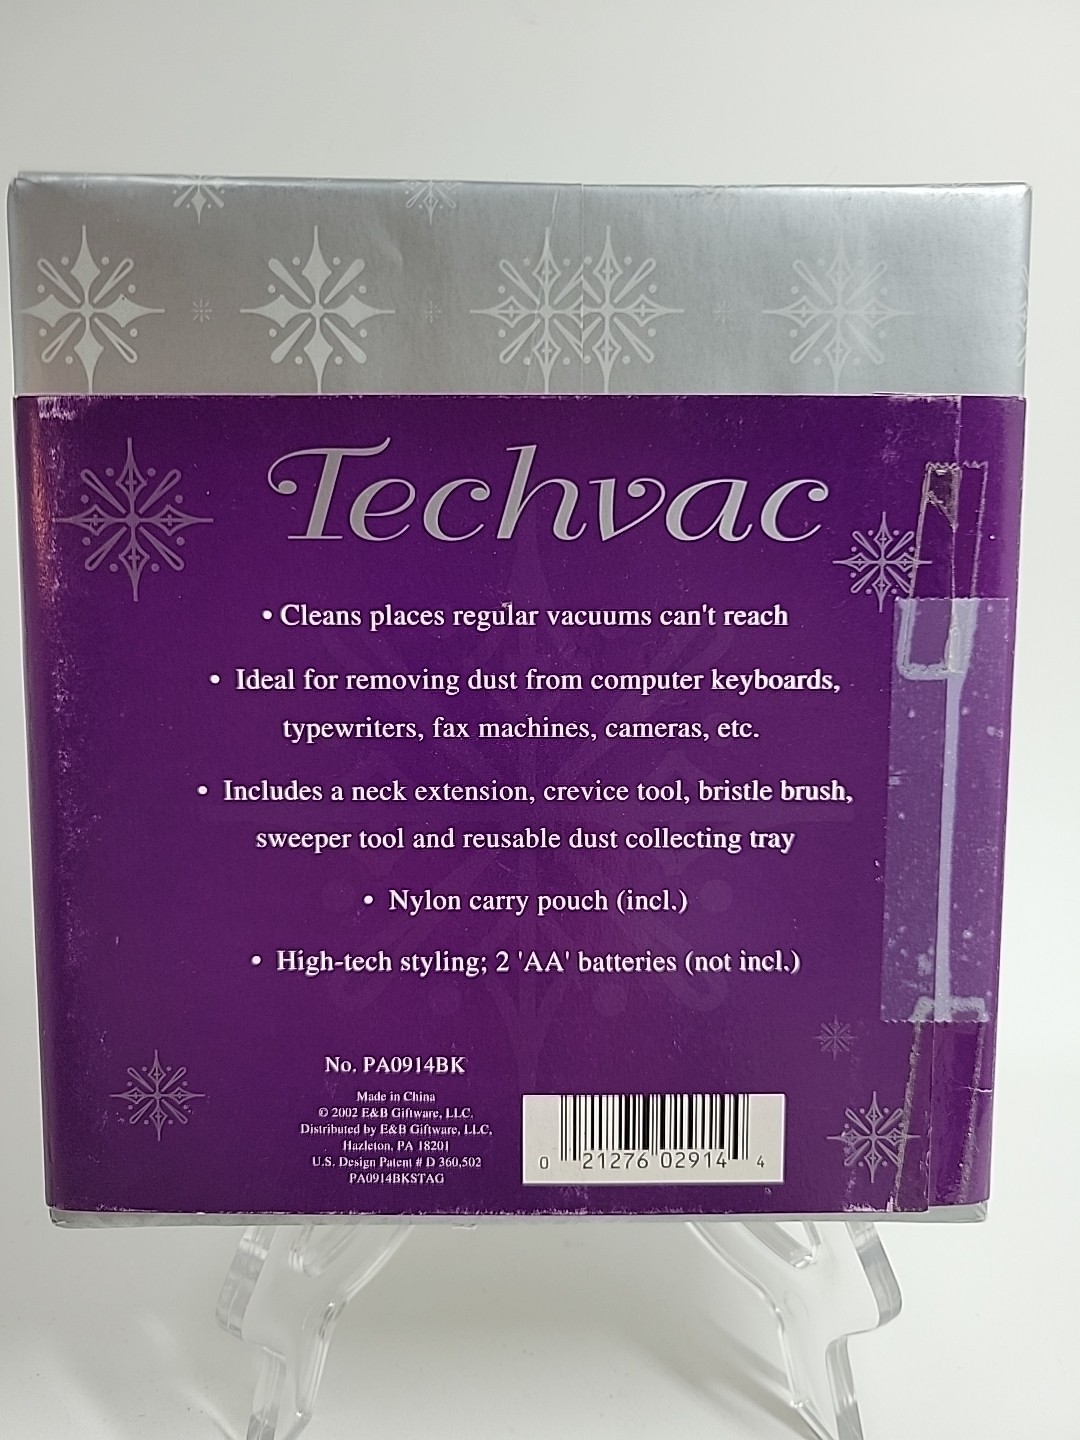 Techvac
• Cleans places regular vacuums can't reach
• Ideal for removing dust from computer keyboards,
typewriters, fax machines, cameras, etc.
• Includes a neck extension, crevice tool, bristle brush,
sweeper tool and reusable dust collecting tray
• Nylon carry pouch (incl.)
• High-tech styling; 2 'AA' batteries (not incl.)
No. PA0914BK
Made in China
© 2002 E&B Giftware, LLC.
Distributed by E&B Giftware, LLC,
Hazleton, PA 18201
U.S. Design Patent # D 360,502
PA0914BKSTAG
0 21276 02914 4